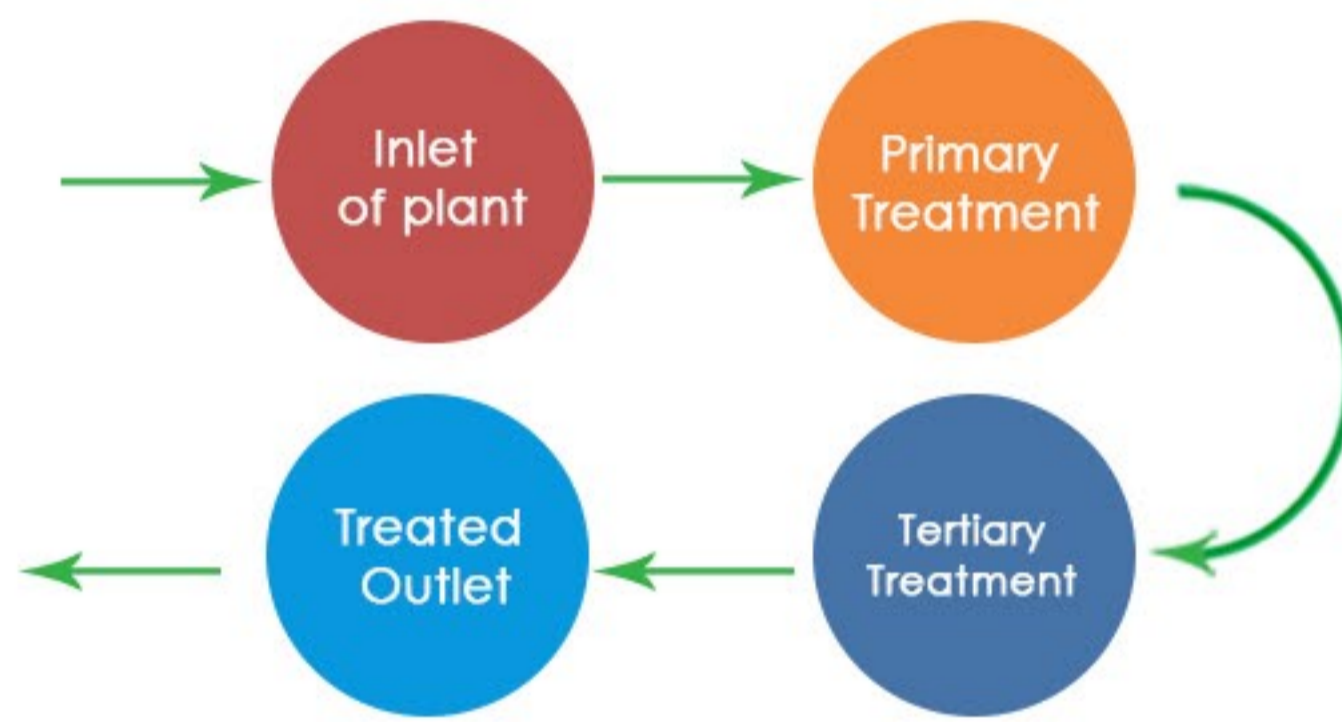 Inlet
of plant
Primary
Treatment
Tertiary
Treatment
Treated
Outlet